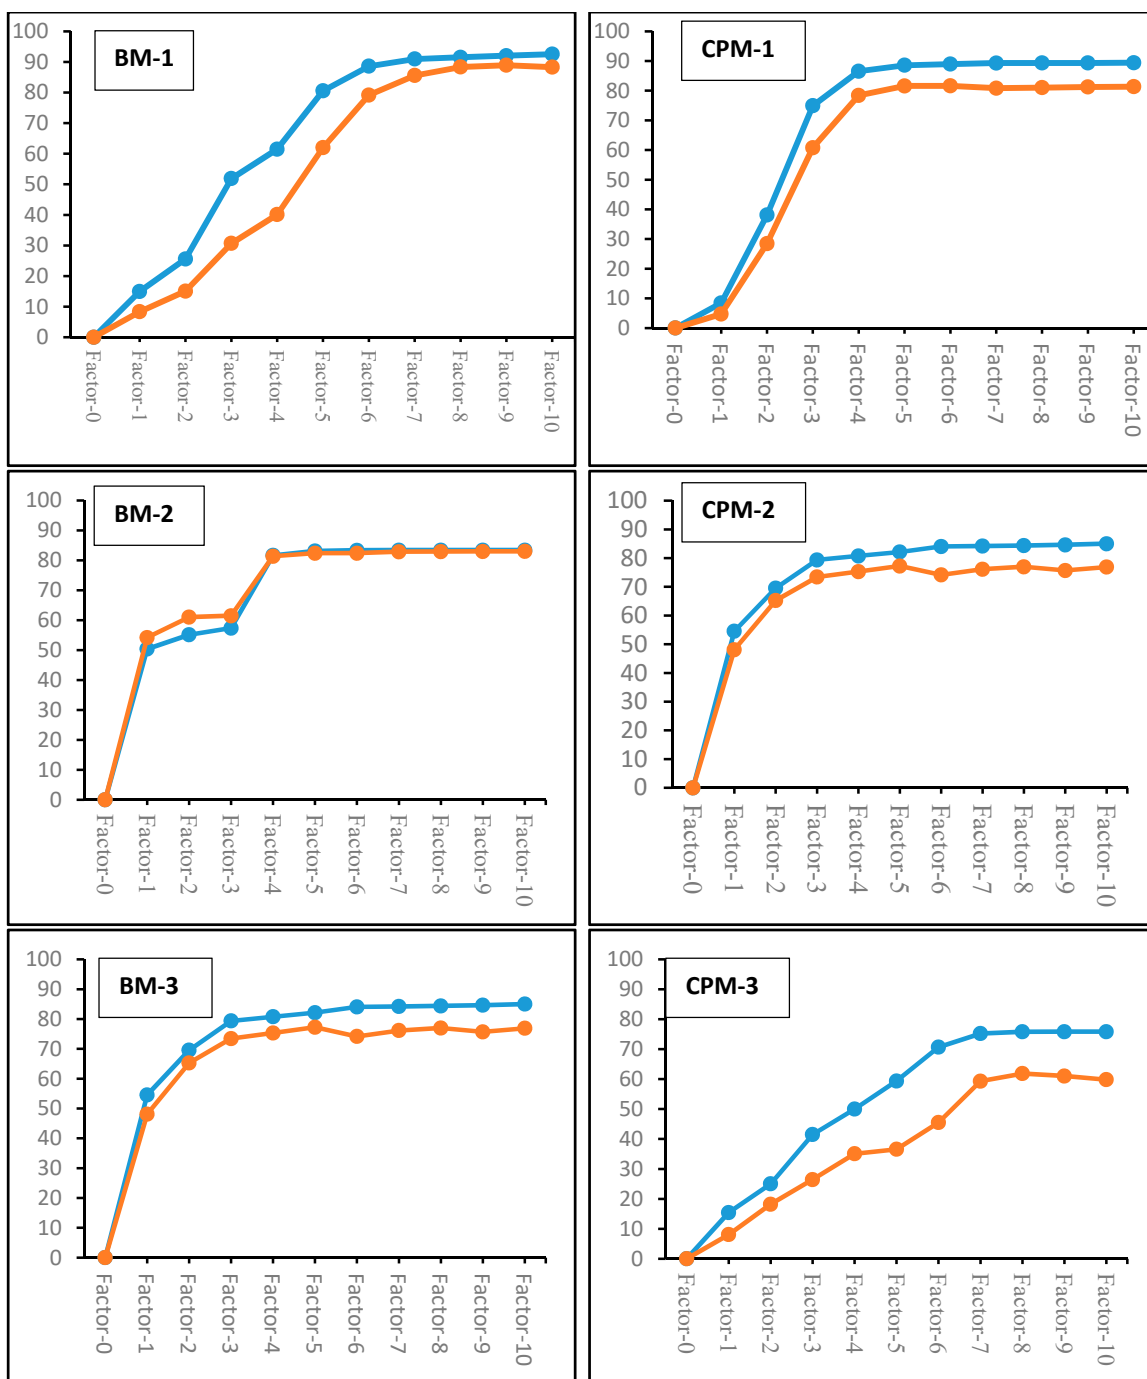 BM-1
100
90
80
70
60
50
40
30
20
10
0
Factor-0
Factor-1
Factor-2
Factor-3
Factor-4
Factor-5
Factor-6
Factor-7
Factor-8
Factor-9
Factor-10
CPM-1
100
90
80
70
60
50
40
30
20
10
0
Factor-0
Factor-1
Factor-2
Factor-3
Factor-4
Factor-5
Factor-6
Factor-7
Factor-8
Factor-9
Factor-10
BM-2
100
90
80
70
60
50
40
30
20
10
0
Factor-0
Factor-1
Factor-2
Factor-3
Factor-4
Factor-5
Factor-6
Factor-7
Factor-8
Factor-9
Factor-10
CPM-2
100
90
80
70
60
50
40
30
20
10
0
Factor-0
Factor-1
Factor-2
Factor-3
Factor-4
Factor-5
Factor-6
Factor-7
Factor-8
Factor-9
Factor-10
BM-3
100
90
80
70
60
50
40
30
20
10
0
Factor-0
Factor-1
Factor-2
Factor-3
Factor-4
Factor-5
Factor-6
Factor-7
Factor-8
Factor-9
Factor-10
CPM-3
100
90
80
70
60
50
40
30
20
10
0
Factor-0
Factor-1
Factor-2
Factor-3
Factor-4
Factor-5
Factor-6
Factor-7
Factor-8
Factor-9
Factor-10